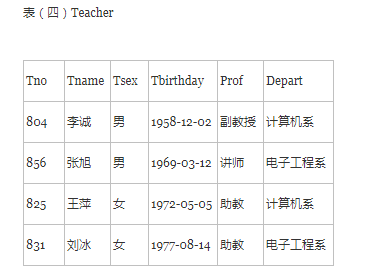 表（四）Teacher
Tno Tname Tsex Tbirthday Prof Depart
804 李诚 男 1958-12-02 副教授 计算机系
856 张旭 男 1969-03-12 讲师 电子工程系
825 王萍 女 1972-05-05 助教 计算机系
831 刘冰 女 1977-08-14 助教 电子工程系